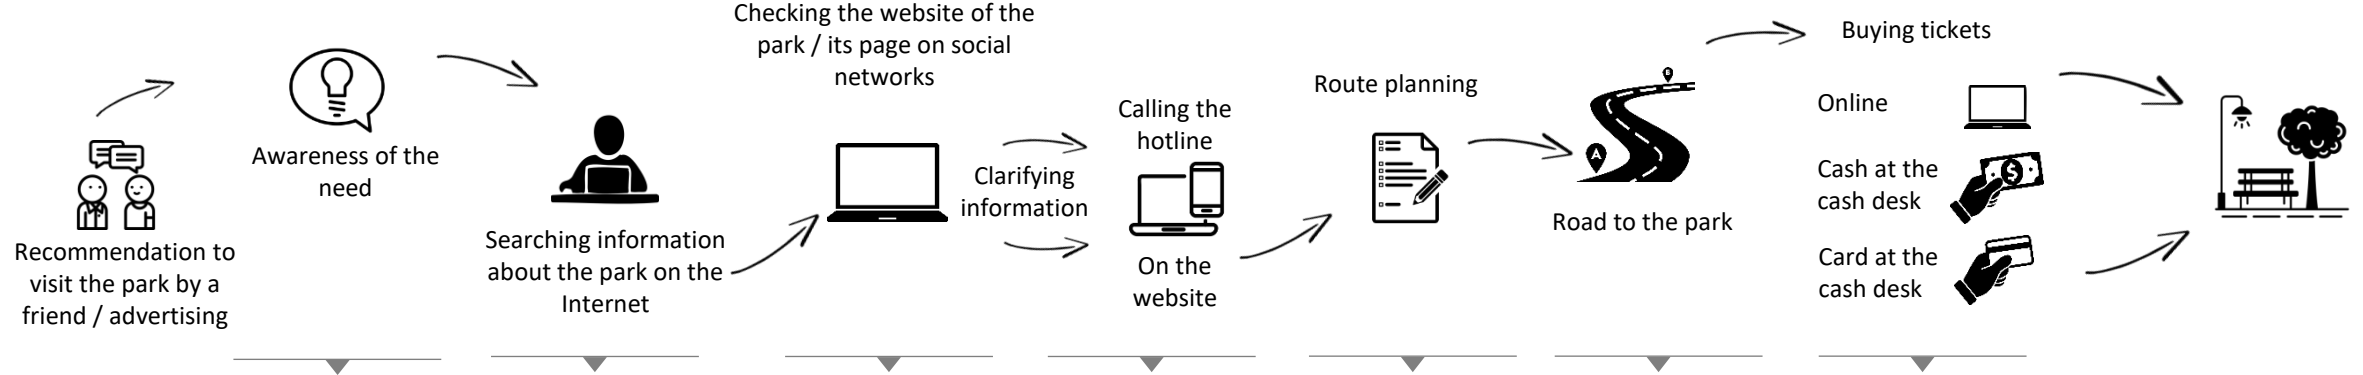 Recommendation to
visit the park by a
friend / advertising
Awareness of the
need
Searching information
about the park on the
Internet
Checking the website of the
park / its page on social
networks
Clarifying
information
Calling the
hotline
On the
website
Route planning
A
B
Road to the park
Buying tickets
Online
Cash at the
cash desk
$
Card at the
cash desk